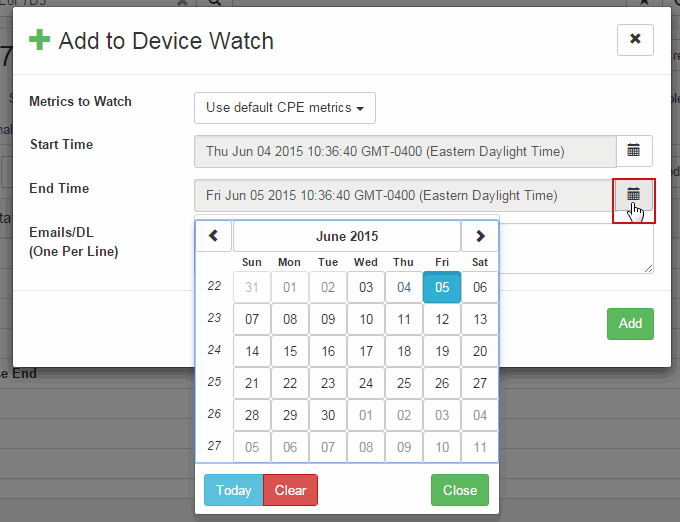 Add to Device Watch
Metrics to Watch
Use default CPE metrics
Start Time
Thu Jun 04 2015 10:36:40 GMT-0400 (Eastern Daylight Time)
End Time
Fri Jun 05 2015 10:36:40 GMT-0400 (Eastern Daylight Time)
Emails/DL
(One Per Line)
June 2015
Sun Mon Tue Wed Thu Fri Sat
22 31 01 02 03 04 05 06
23 07 08 09 10 11 12 13
24 14 15 16 17 18 19 20
25 21 22 23 24 25 26 27
26 28 29 30 01 02 03 04
27 05 06 07 08 09 10 11
Add
End
Today Clear Close